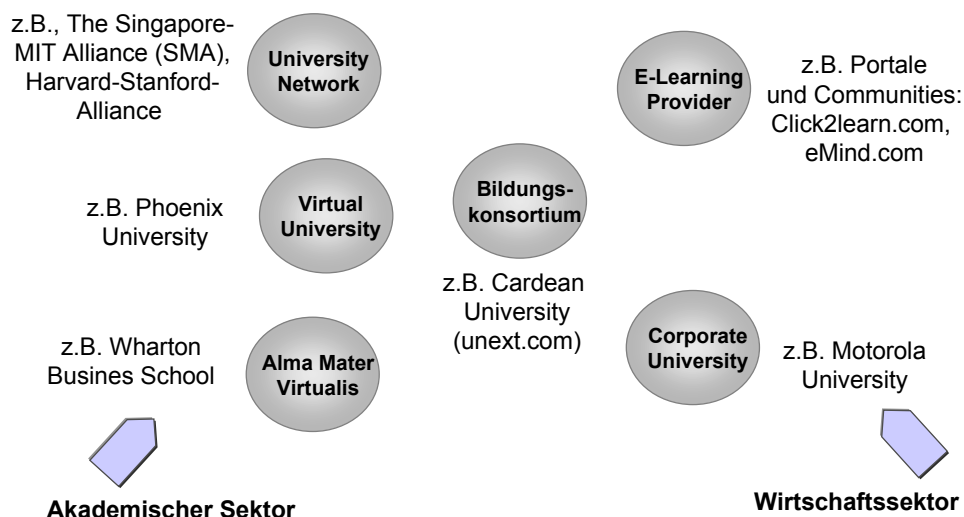 z.B., The Singapore-
MIT Alliance (SMA),
Harvard-Stanford-
Alliance
University
Network
E-Learning
Provider
z.B. Portale
und Communities:
Click2learn.com,
eMind.com
z.B. Phoenix
University
Virtual
University
Bildungs-
konsortium
z.B. Cardean
University
(unext.com)
z.B. Wharton
Busines School
Alma Mater
Virtualis
Corporate
University
z.B. Motorola
University
Akademischer Sektor
Wirtschaftssektor